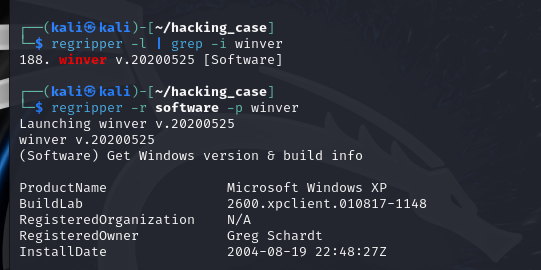 ┌──(kali㉿kali)-[~/hacking_case]
└─$ regripper -l | grep -i winver
188. winver v.20200525 [Software]
┌──(kali㉿kali)-[~/hacking_case]
└─$ regripper -r software -p winver
Launching winver v.20200525
winver v.20200525
(Software) Get Windows version & build info
ProductName Microsoft Windows XP
BuildLab 2600.xpclient.010817-1148
RegisteredOrganization N/A
RegisteredOwner Greg Schardt
InstallDate 2004-08-19 22:48:27Z